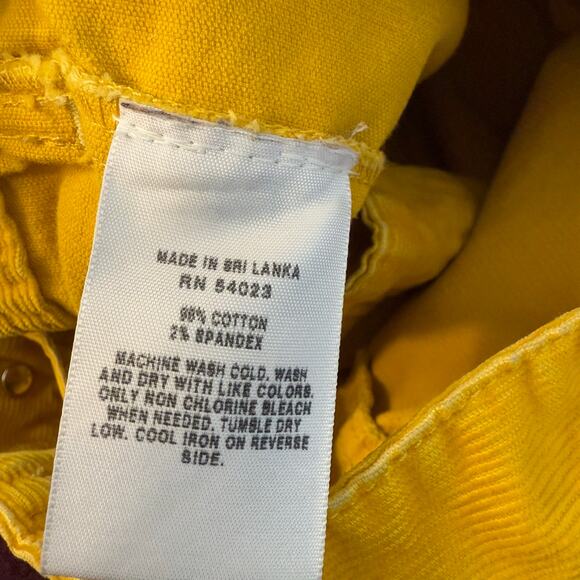 MADE IN SRI LANKA
RN 54023
98% COTTON
2% SPANDEX
MACHINE WASH COLD, WASH
AND DRY WITH LIKE COLORS.
ONLY NON CHLORINE BLEACH
WHEN NEEDED. TUMBLE DRY
LOW. COOL IRON ON REVERSE
SIDE.